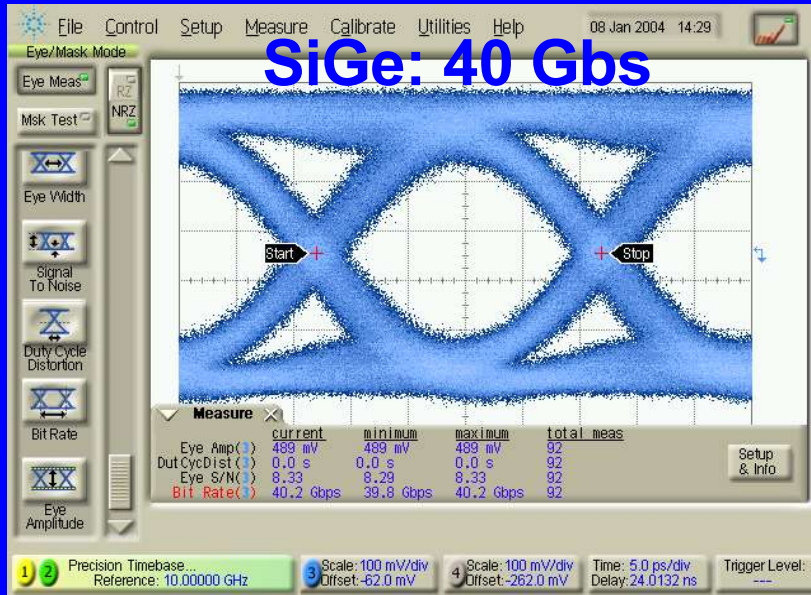 File Control Setup Measure Calibrate Utilities Help 08 Jan 2004 14:29
SiGe: 40 Gbs
Eye/Mask Mode
Eye Meas
RZ
Msk Test
NRZ
Eye Width
Start
Stop
Signal
To Noise
Duty Cycle
Distortion
Bit Rate
Eye
Amplitude
Measure
current minimum maximum total meas
Eye Amp(3) 489 mV 489 mV 489 mV 92
DutCycDist(3) 0.0 s 0.0 s 0.0 s 92
Eye S/N(3) 8.33 8.29 8.33 92
Bit Rate(3) 40.2 Gbps 39.8 Gbps 40.2 Gbps 92
Setup
& Info
1 2 Precision Timebase...
Reference: 10.00000 GHz
3 Scale: 100 mV/div
Offset: -62.0 mV
4 Scale: 100 mV/div
Offset: -262.0 mV
Time: 5.0 ps/div
Delay: 24.0132 ns
Trigger Level:
---